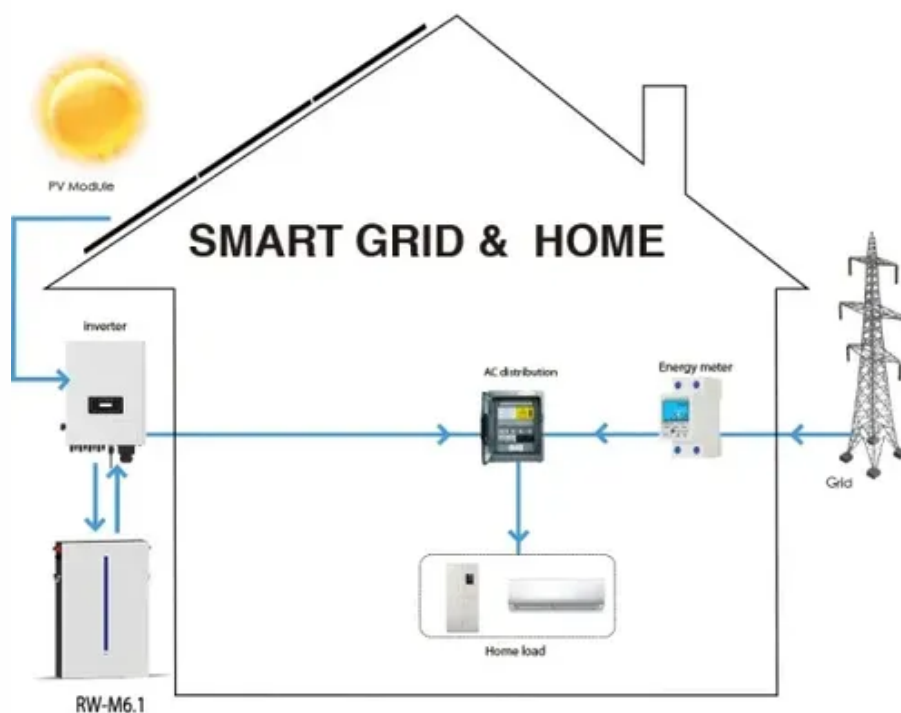 PV Module
SMART GRID & HOME
inverter
AC distribution
Energy meter
Grid
Home load
RW-M6.1